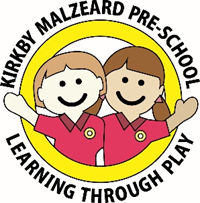 KIRKBY MALZEARD PRE-SCHOOL
LEARNING THROUGH PLAY